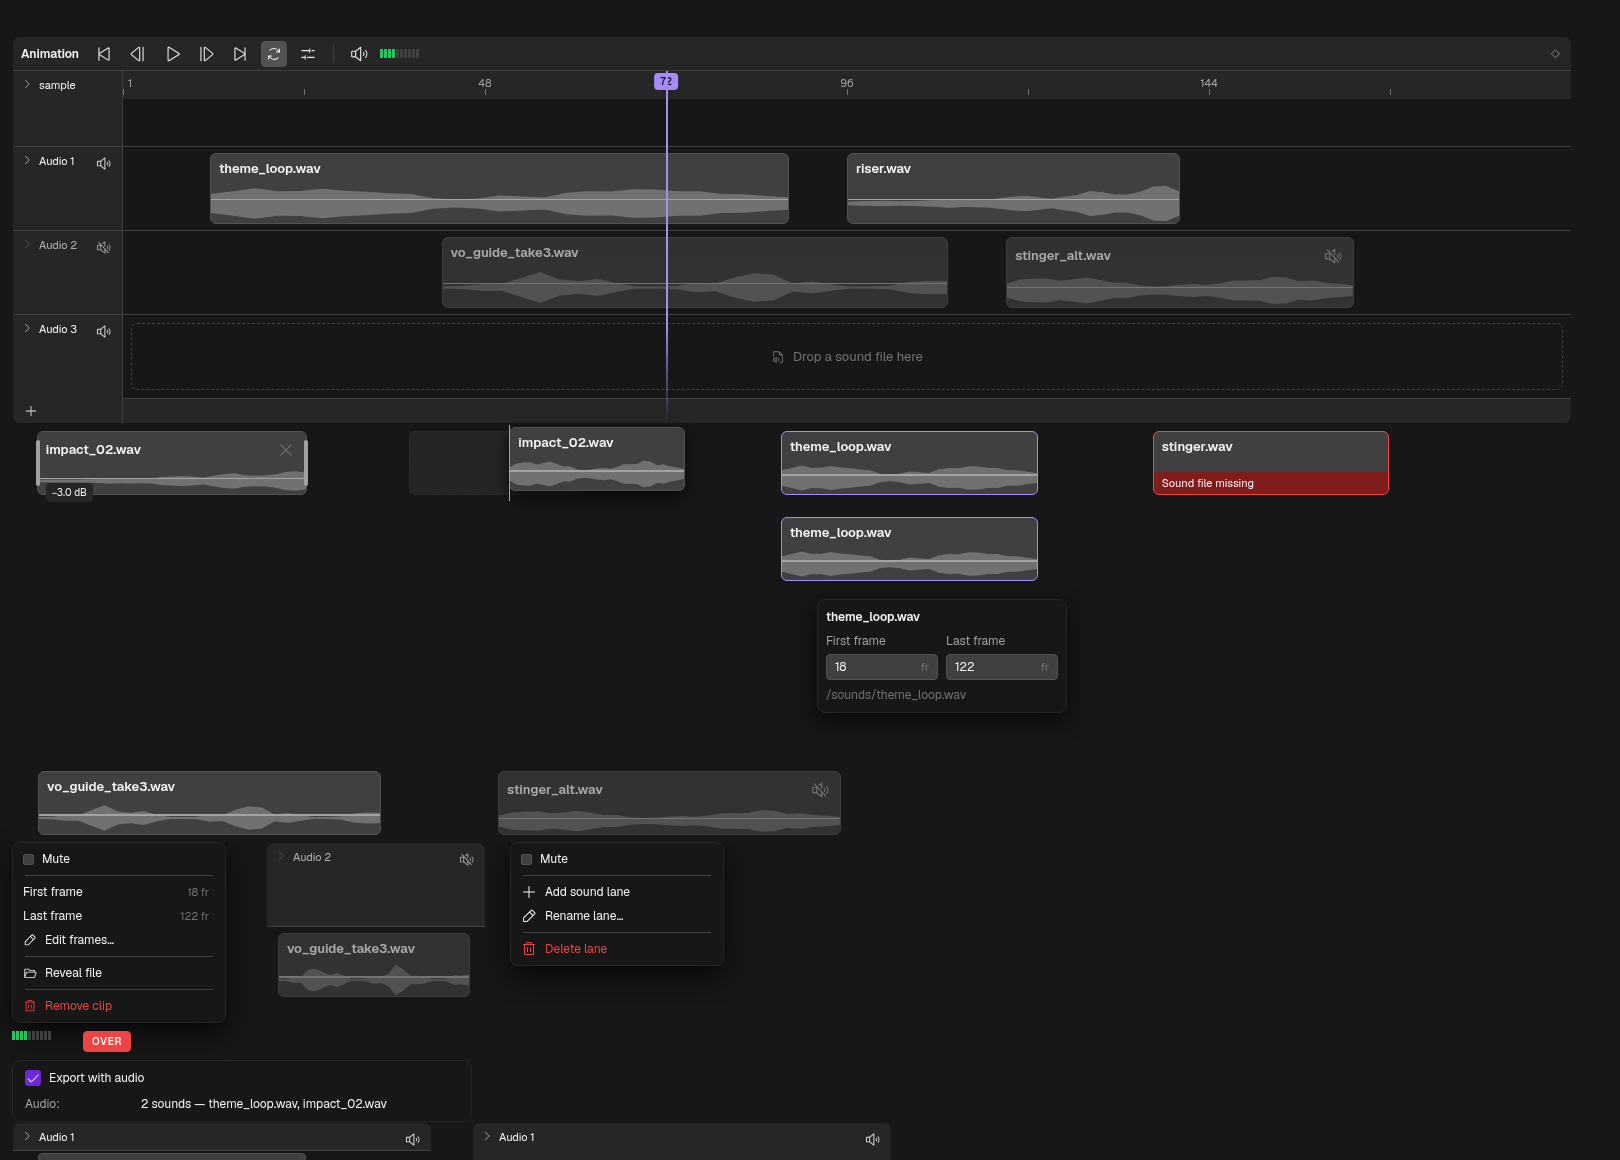 Animation
sample
1
48
72
96
144
Audio 1
theme_loop.wav
riser.wav
Audio 2
vo_guide_take3.wav
stinger_alt.wav
Audio 3
Drop a sound file here
impact_02.wav
-3.0 dB
impact_02.wav
theme_loop.wav
stinger.wav
Sound file missing
theme_loop.wav
theme_loop.wav
First frame
Last frame
18 fr
122 fr
/sounds/theme_loop.wav
vo_guide_take3.wav
stinger_alt.wav
Mute
First frame 18 fr
Last frame 122 fr
Edit frames…
Reveal file
Remove clip
Audio 2
vo_guide_take3.wav
Mute
Add sound lane
Rename lane…
Delete lane
OVER
Export with audio
Audio: 2 sounds — theme_loop.wav, impact_02.wav
Audio 1
Audio 1